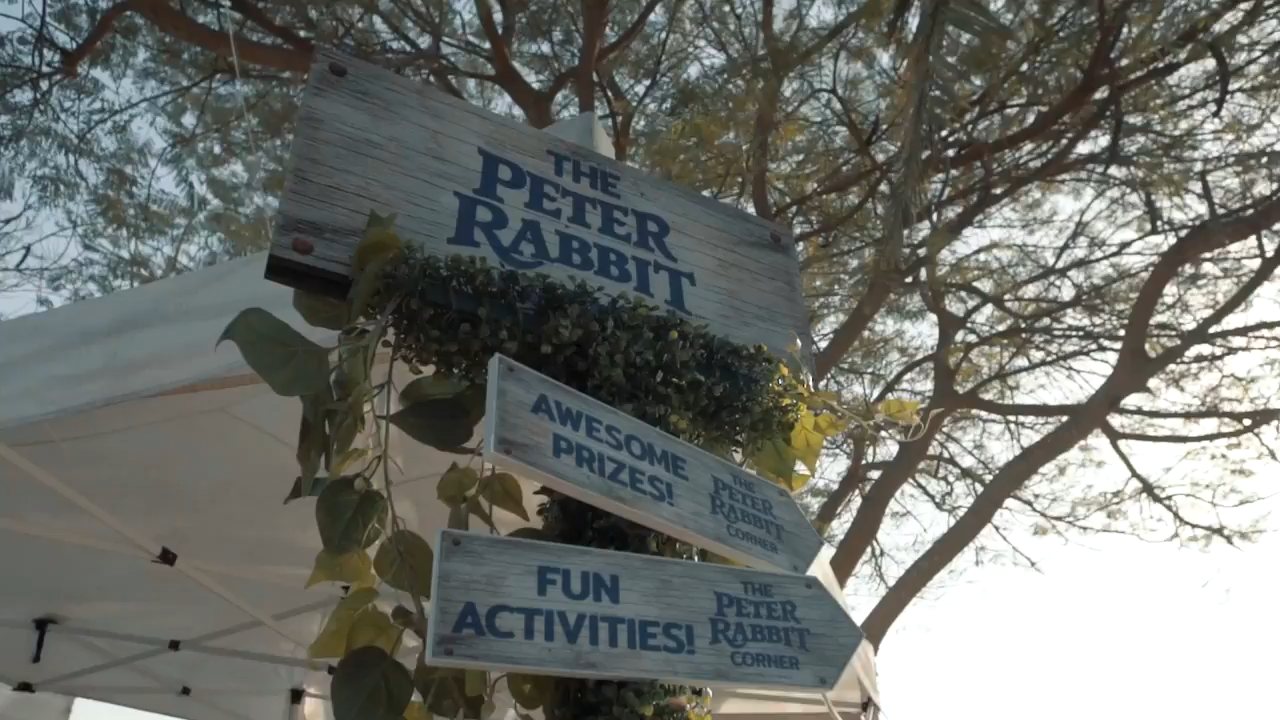 THE
PETER
RABBIT
AWESOME
PRIZES!
THE
PETER
RABBIT
CORNER
FUN
ACTIVITIES!
THE
PETER
RABBIT
CORNER